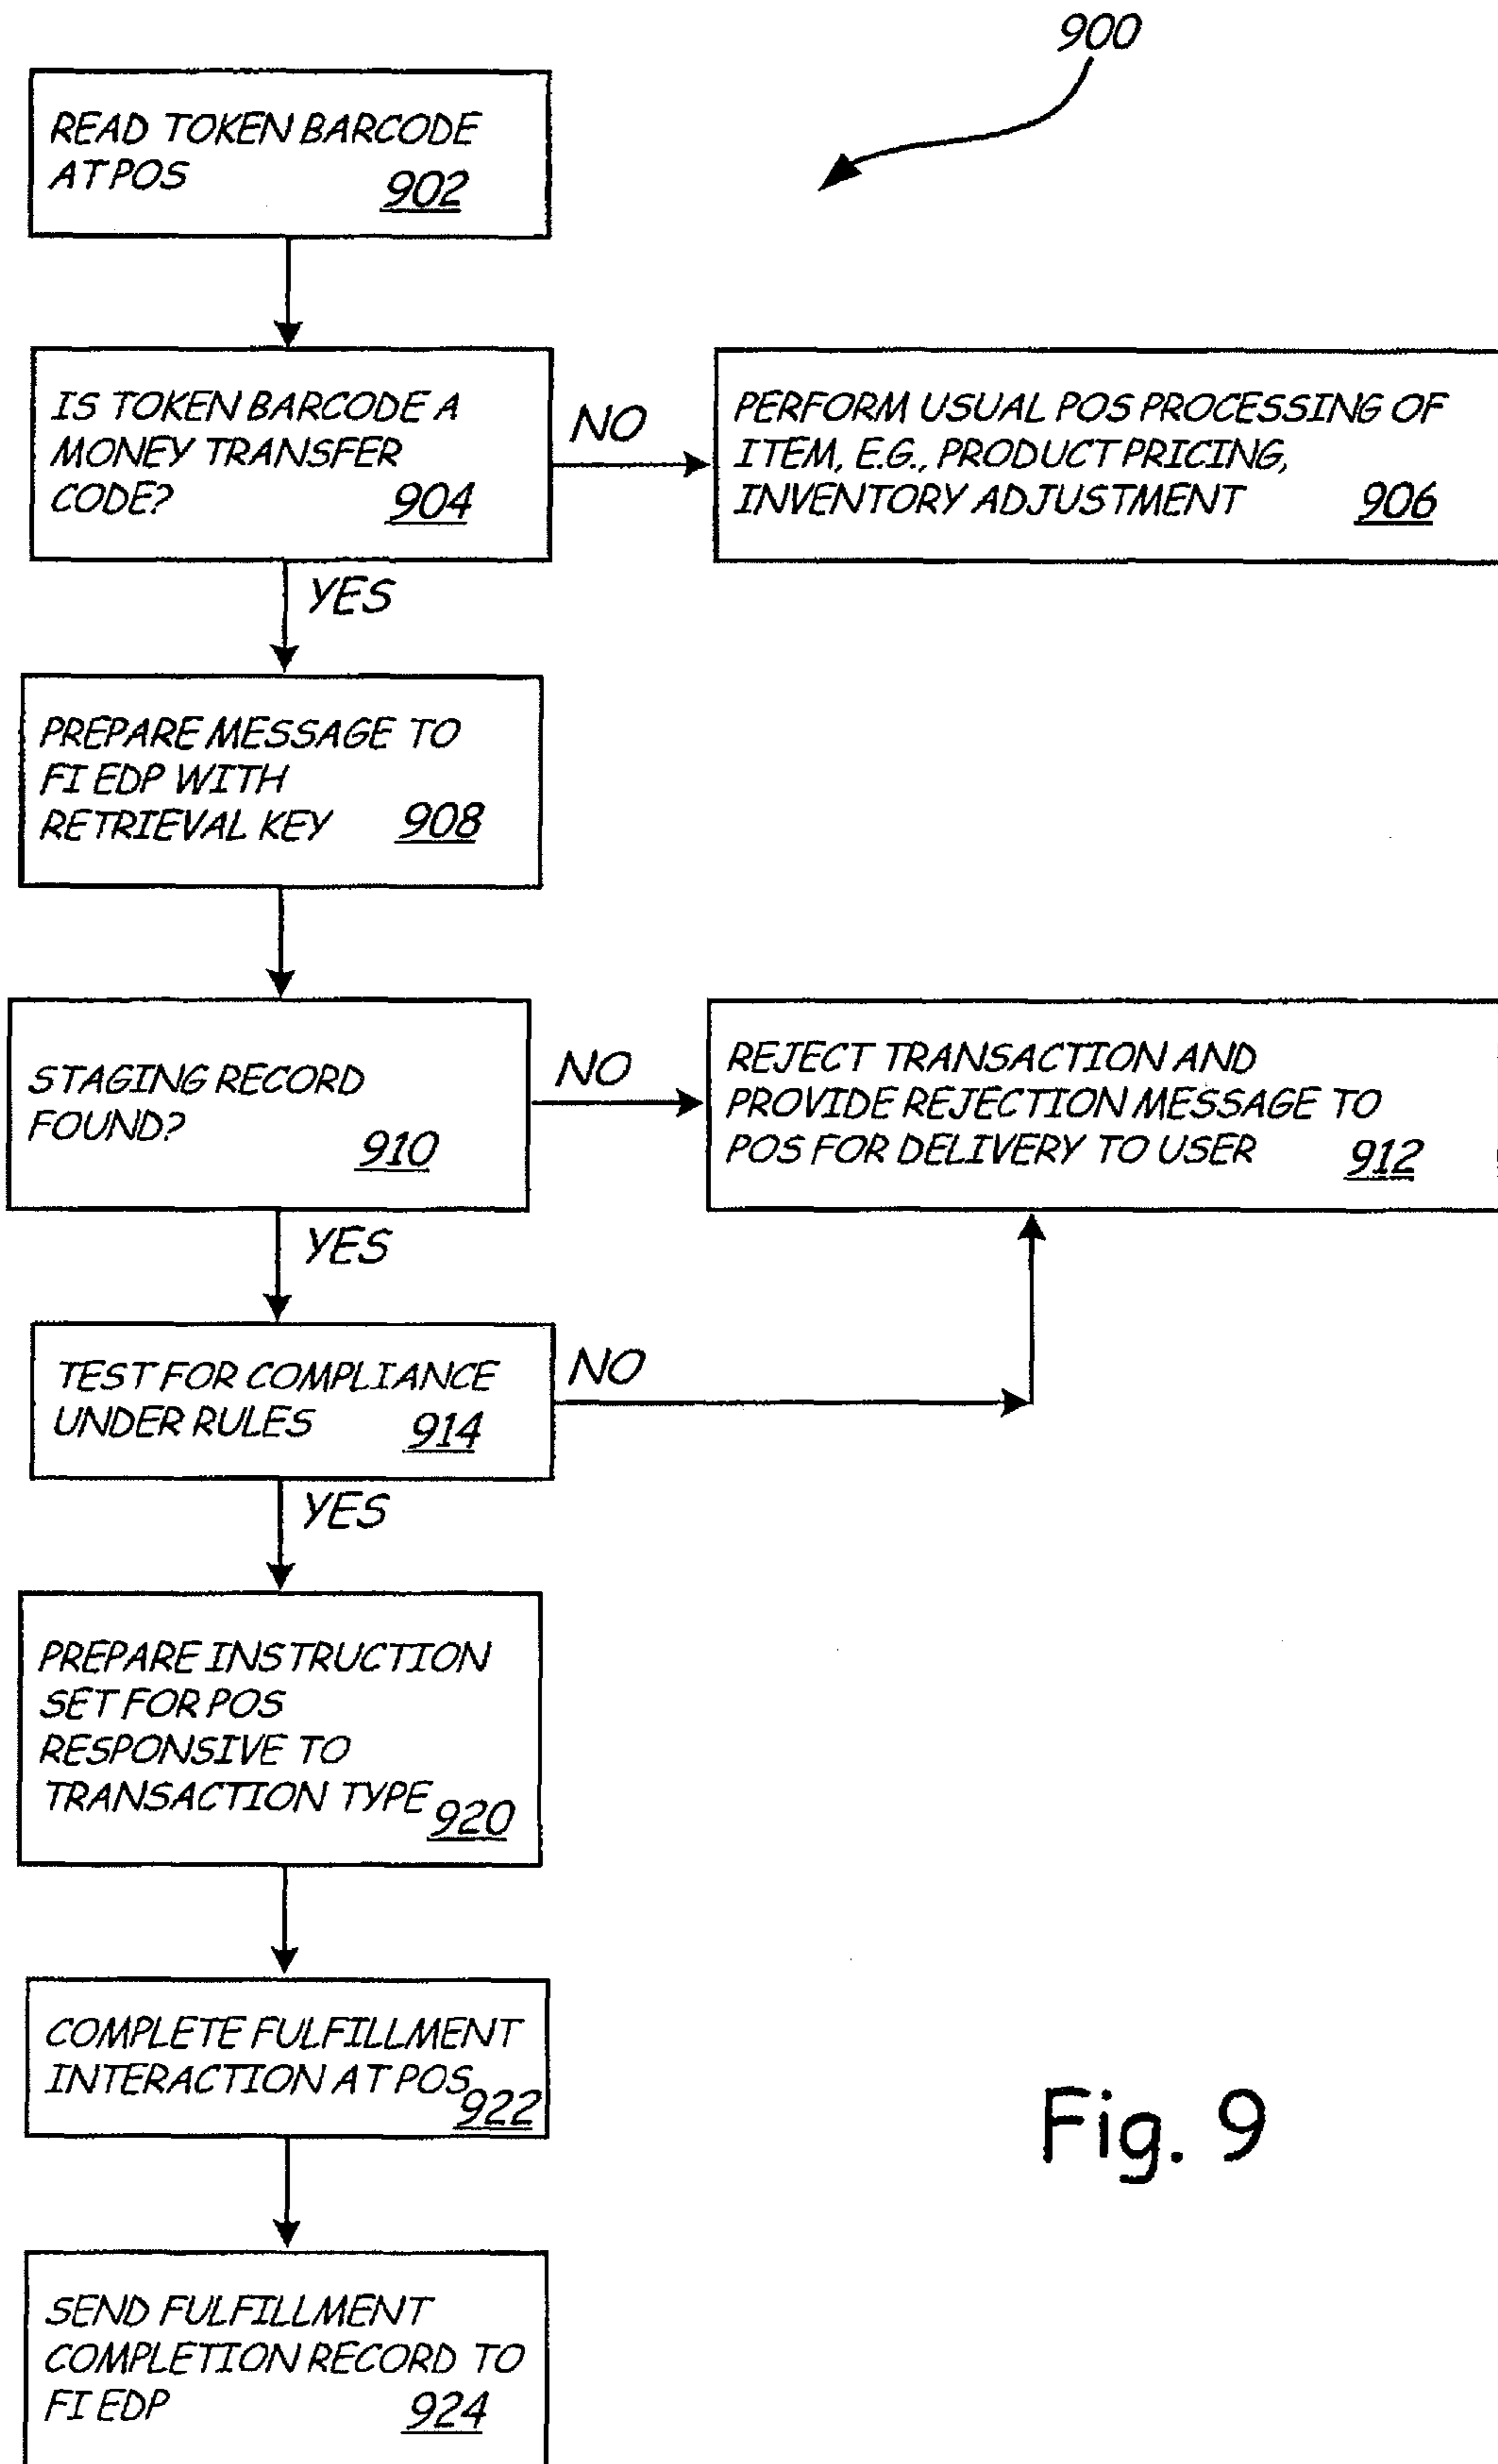 900
READ TOKEN BARCODE
AT POS 902
IS TOKEN BARCODE A
MONEY TRANSFER
CODE? 904
NO
PERFORM USUAL POS PROCESSING OF
ITEM, E.G., PRODUCT PRICING,
INVENTORY ADJUSTMENT 906
YES
PREPARE MESSAGE TO
FI EDP WITH
RETRIEVAL KEY 908
STAGING RECORD
FOUND? 910
NO
REJECT TRANSACTION AND
PROVIDE REJECTION MESSAGE TO
POS FOR DELIVERY TO USER 912
YES
TEST FOR COMPLIANCE
UNDER RULES 914
NO
YES
PREPARE INSTRUCTION
SET FOR POS
RESPONSIVE TO
TRANSACTION TYPE 920
COMPLETE FULFILLMENT
INTERACTION AT POS 922
SEND FULFILLMENT
COMPLETION RECORD TO
FI EDP 924
Fig. 9